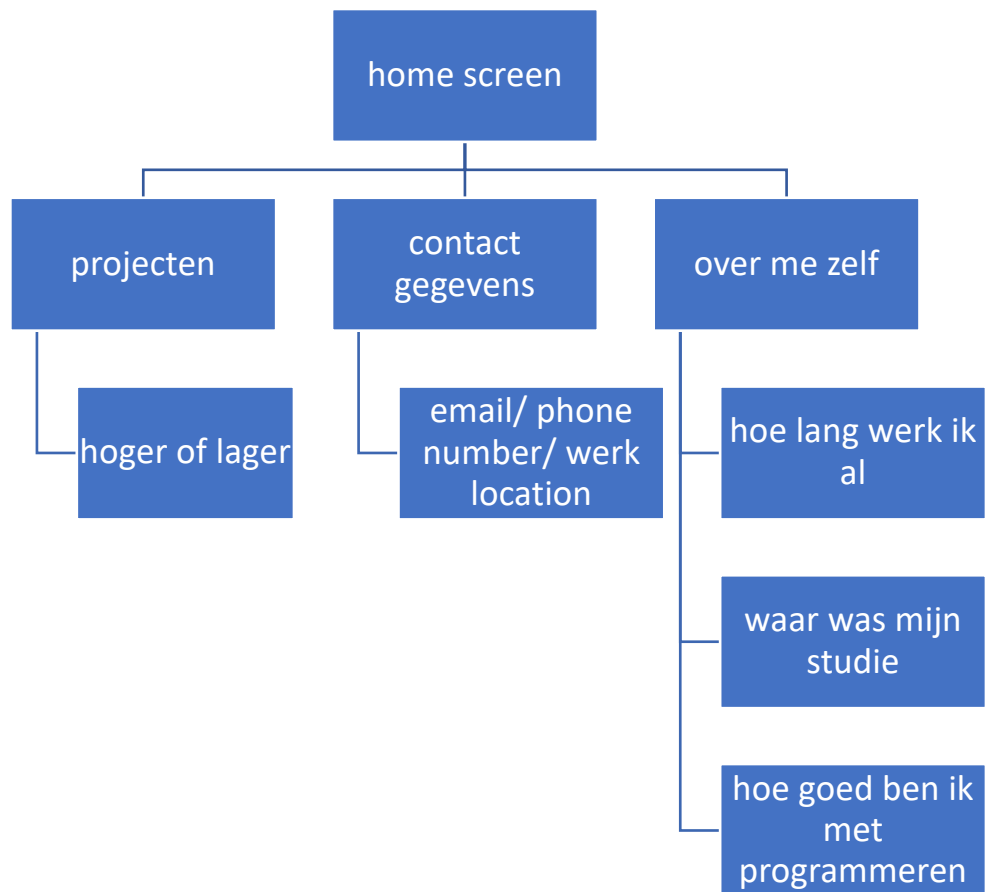 home screen
projecten
contact
gegevens
over me zelf
hoger of lager
email/ phone
number/ werk
location
hoe lang werk ik
al
waar was mijn
studie
hoe goed ben ik
met
programmeren